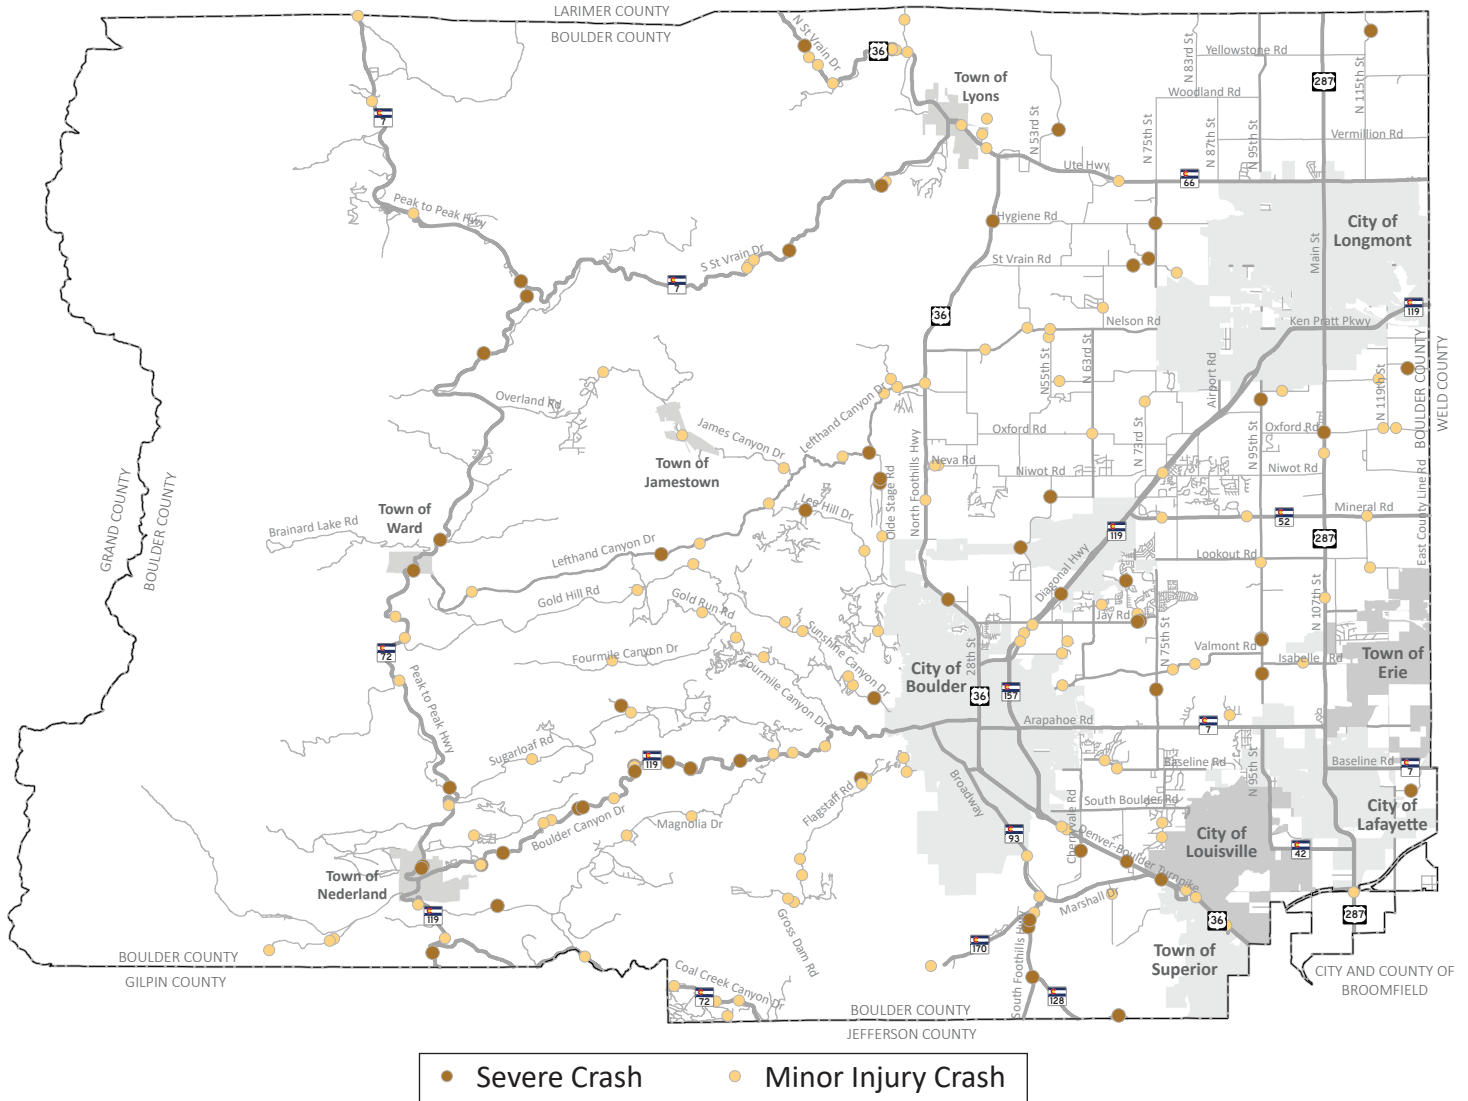 LARIMER COUNTY
BOULDER COUNTY
N St Vrain Dr
36
Town of
Lyons
N 53rd St
N 83rd St
Yellowstone Rd
287
N 115th St
Woodland Rd
7
N 75th St
N 87th St
N 95th St
Vermillion Rd
Ute Hwy
66
Peak to Peak Hwy
Hygiene Rd
City of
Longmont
Main St
S St Vrain Dr
St Vrain Rd
7
36
Nelson Rd
Ken Pratt Pkwy
119
N55th St
N 63rd St
Airport Rd
BOULDER COUNTY
WELD COUNTY
N 119th St
Overland Rd
James Canyon Dr
Lefthand Canyon Dr
Town of
Jamestown
North Foothills Hwy
Oxford Rd
N 73rd St
N 95th St
Oxford Rd
Neva Rd
Niwot Rd
Niwot Rd
GRAND COUNTY
BOULDER COUNTY
Town of
Ward
Brainard Lake Rd
Lee Hill Dr
Olde Stage Rd
Mineral Rd
52
119
287
East County Line Rd
Lefthand Canyon Dr
Lookout Rd
Diagonal Hwy
Gold Hill Rd
Gold Run Rd
Jay Rd
N 107th St
Sunshine Canyon Dr
72
Fourmile Canyon Dr
Fourmile Canyon Dr
City of
Boulder
28th St
N 75th St
Valmont Rd
Isabelle Rd
Town of
Erie
Peak to Peak Hwy
36
157
Arapahoe Rd
7
Sugarloaf Rd
119
Baseline Rd
N 95th St
Baseline Rd
7
Flagstaff Rd
Broadway
South Boulder Rd
City of
Lafayette
Boulder Canyon Dr
Magnolia Dr
93
Cherryvale Rd
Denver-Boulder Turnpike
City of
Louisville
42
Town of
Nederland
119
Gross Dam Rd
Marshall Dr
36
287
170
South Foothills Hwy
Town of
Superior
BOULDER COUNTY
GILPIN COUNTY
Coal Creek Canyon Dr
72
128
CITY AND COUNTY OF
BROOMFIELD
BOULDER COUNTY
JEFFERSON COUNTY
Severe Crash
Minor Injury Crash